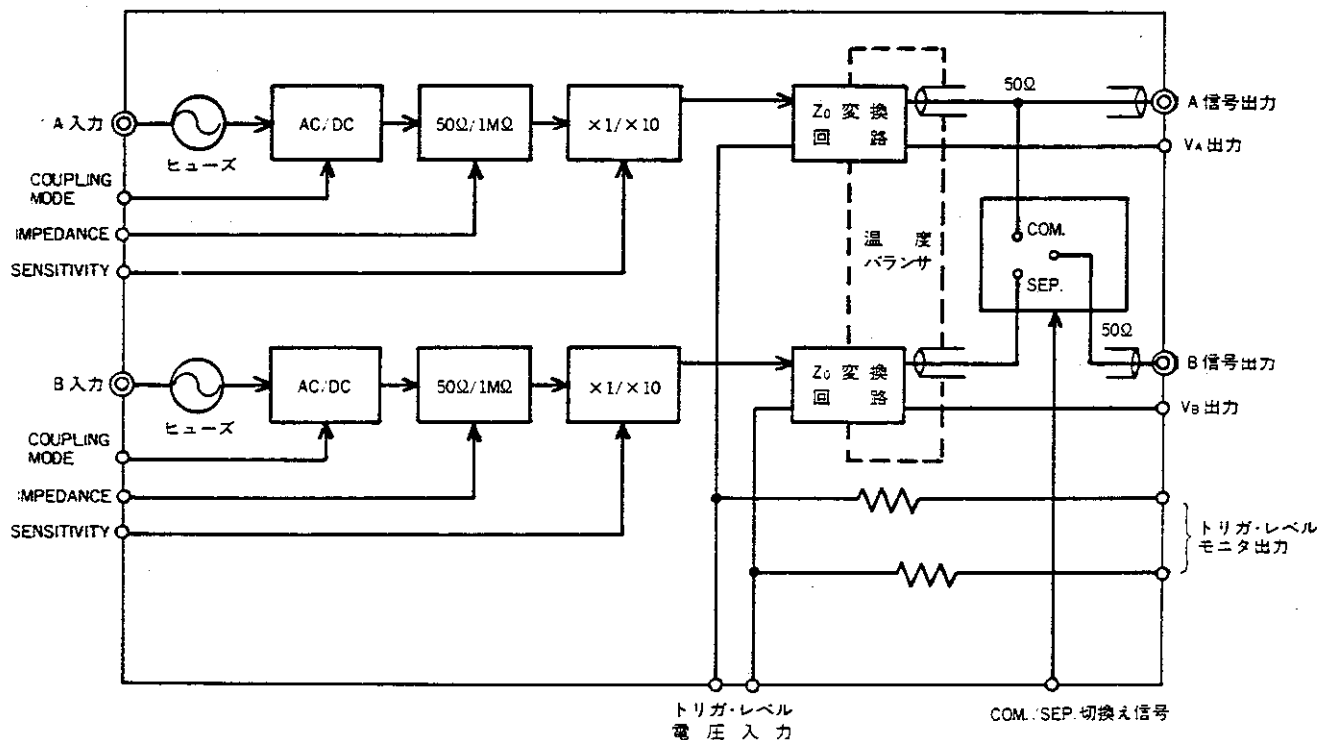 A 入力
ヒューズ
AC/DC
50Ω/1MΩ
×1/×10
Z₀ 変 換
回 路
50Ω
A 信号出力
VA 出力
COUPLING
MODE
IMPEDANCE
SENSITIVITY
温 度
バランサ
COM.
SEP.
50Ω
B 入力
ヒューズ
AC/DC
50Ω/1MΩ
×1/×10
Z₀ 変 換
回 路
B 信号出力
VB 出力
COUPLING
MODE
IMPEDANCE
SENSITIVITY
トリガ・レベル
モニタ出力
トリガ・レベル
電 圧 入 力
COM./SEP.切換え信号